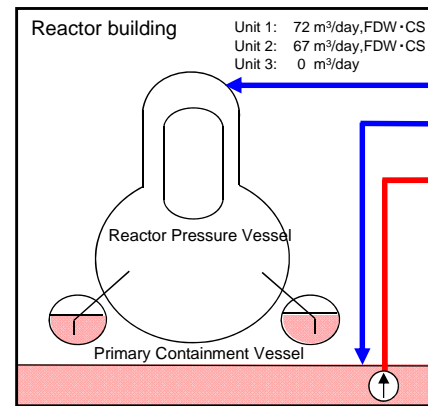 Reactor building
Unit 1: 72 m³/day,FDW・CS
Unit 2: 67 m³/day,FDW・CS
Unit 3: 0 m³/day
Reactor Pressure Vessel
Primary Containment Vessel